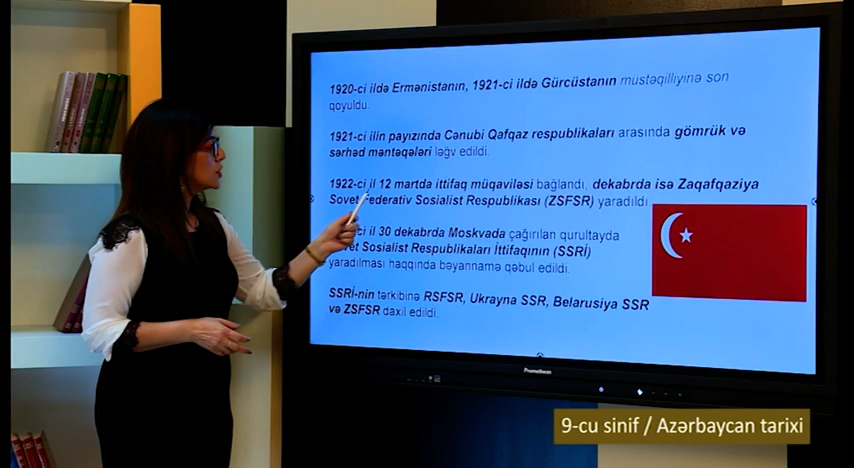 1920-ci ildə Ermənistanın, 1921-ci ildə Gürcüstanın müstəqilliyinə son
qoyuldu.
1921-ci ilin payızında Cənubi Qafqaz respublikaları arasında gömrük və
sərhəd məntəqələri ləğv edildi.
1922-ci il 12 martda ittifaq müqaviləsi bağlandı, dekabrda isə Zaqafqaziya
Sovet Federativ Sosialist Respublikası (ZSFSR) yaradıldı
ci il 30 dekabrda Moskvada çağırılan qurultayda
vet Sosialist Respublikaları İttifaqının (SSRİ)
yaradılması haqqında bəyannamə qəbul edildi.
SSRİ-nin tərkibinə RSFSR, Ukrayna SSR, Belarusiya SSR
və ZSFSR daxil edildi.
Promethean
9-cu sinif / Azərbaycan tarixi